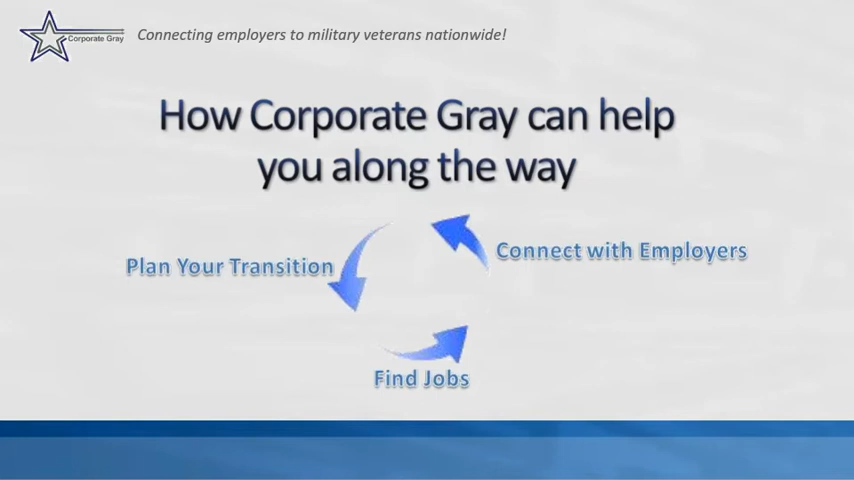 Corporate Gray
Connecting employers to military veterans nationwide!
How Corporate Gray can help
you along the way
Plan Your Transition
Connect with Employers
Find Jobs